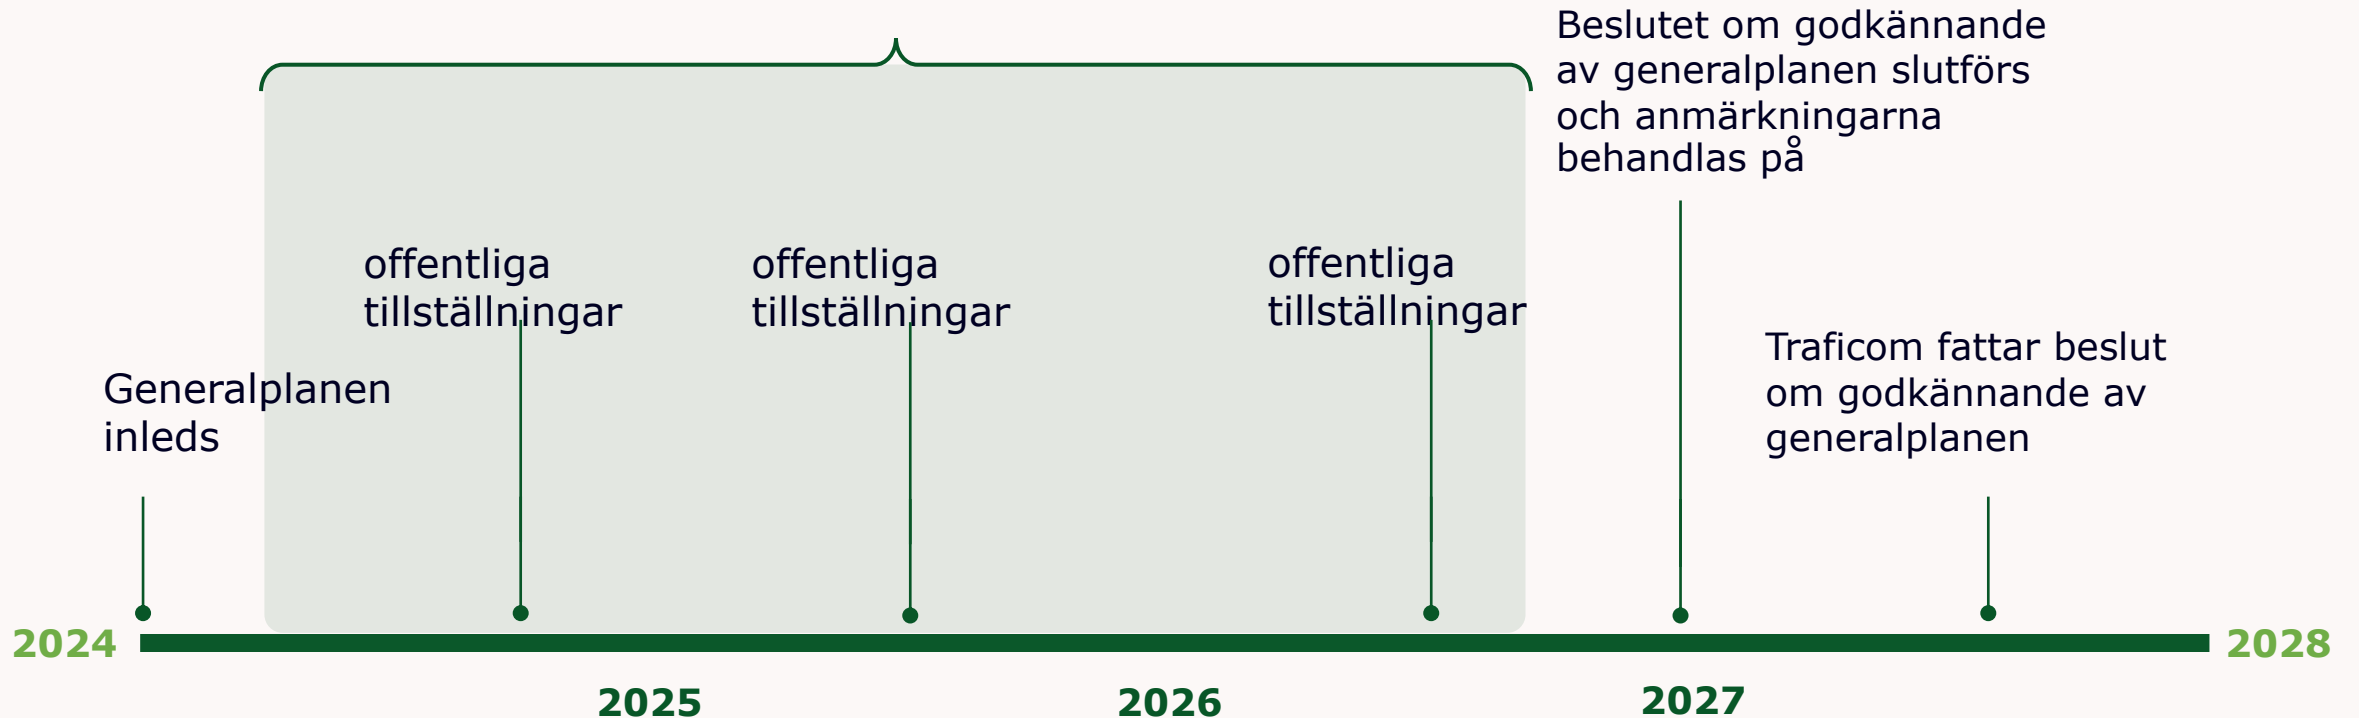 Generalplanen
inleds
offentliga
tillställningar
offentliga
tillställningar
offentliga
tillställningar
Beslutet om godkännande
av generalplanen slutförs
och anmärkningarna
behandlas på
Traficom fattar beslut
om godkännande av
generalplanen
2024
2025
2026
2027
2028